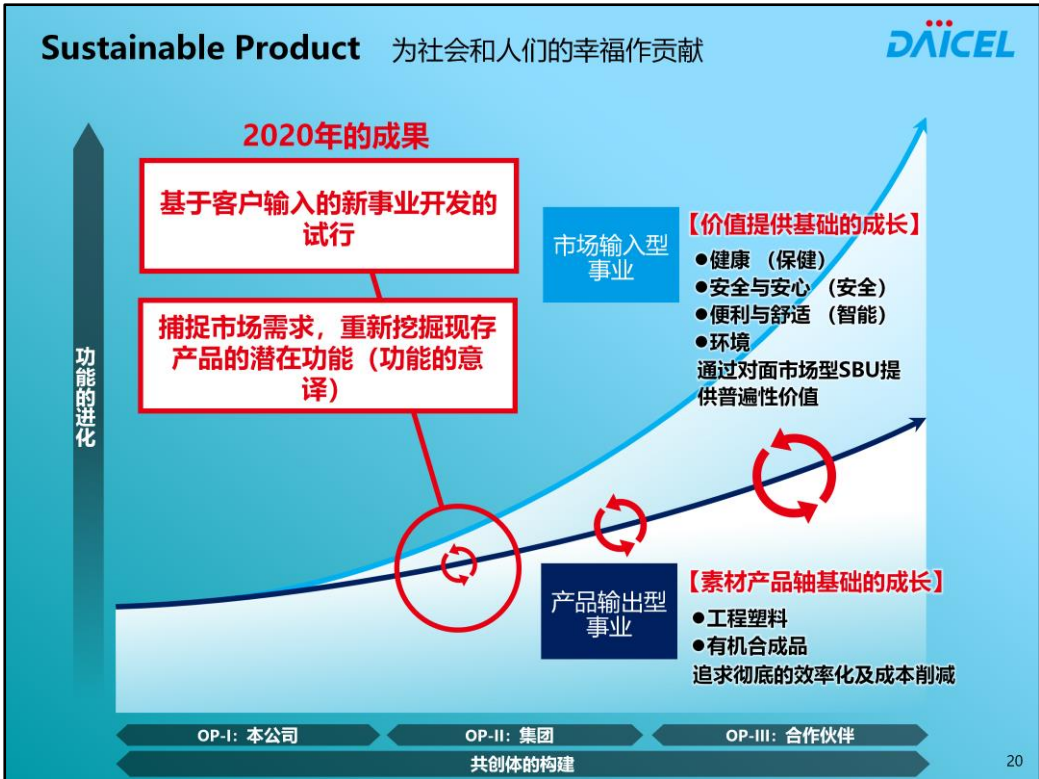 Sustainable Product 为社会和人们的幸福作贡献
DAICEL
2020年的成果
基于客户输入的新事业开发的
试行
捕捉市场需求，重新挖掘现存
产品的潜在功能（功能的意
译）
功能的进化
市场输入型
事业
【价值提供基础的成长】
●健康 （保健）
●安全与安心 （安全）
●便利与舒适 （智能）
●环境
通过对面市场型SBU提
供普遍性价值
产品输出型
事业
【素材产品轴基础的成长】
●工程塑料
●有机合成品
追求彻底的效率化及成本削减
OP-I：本公司
OP-II：集团
OP-III：合作伙伴
共创体的构建
20